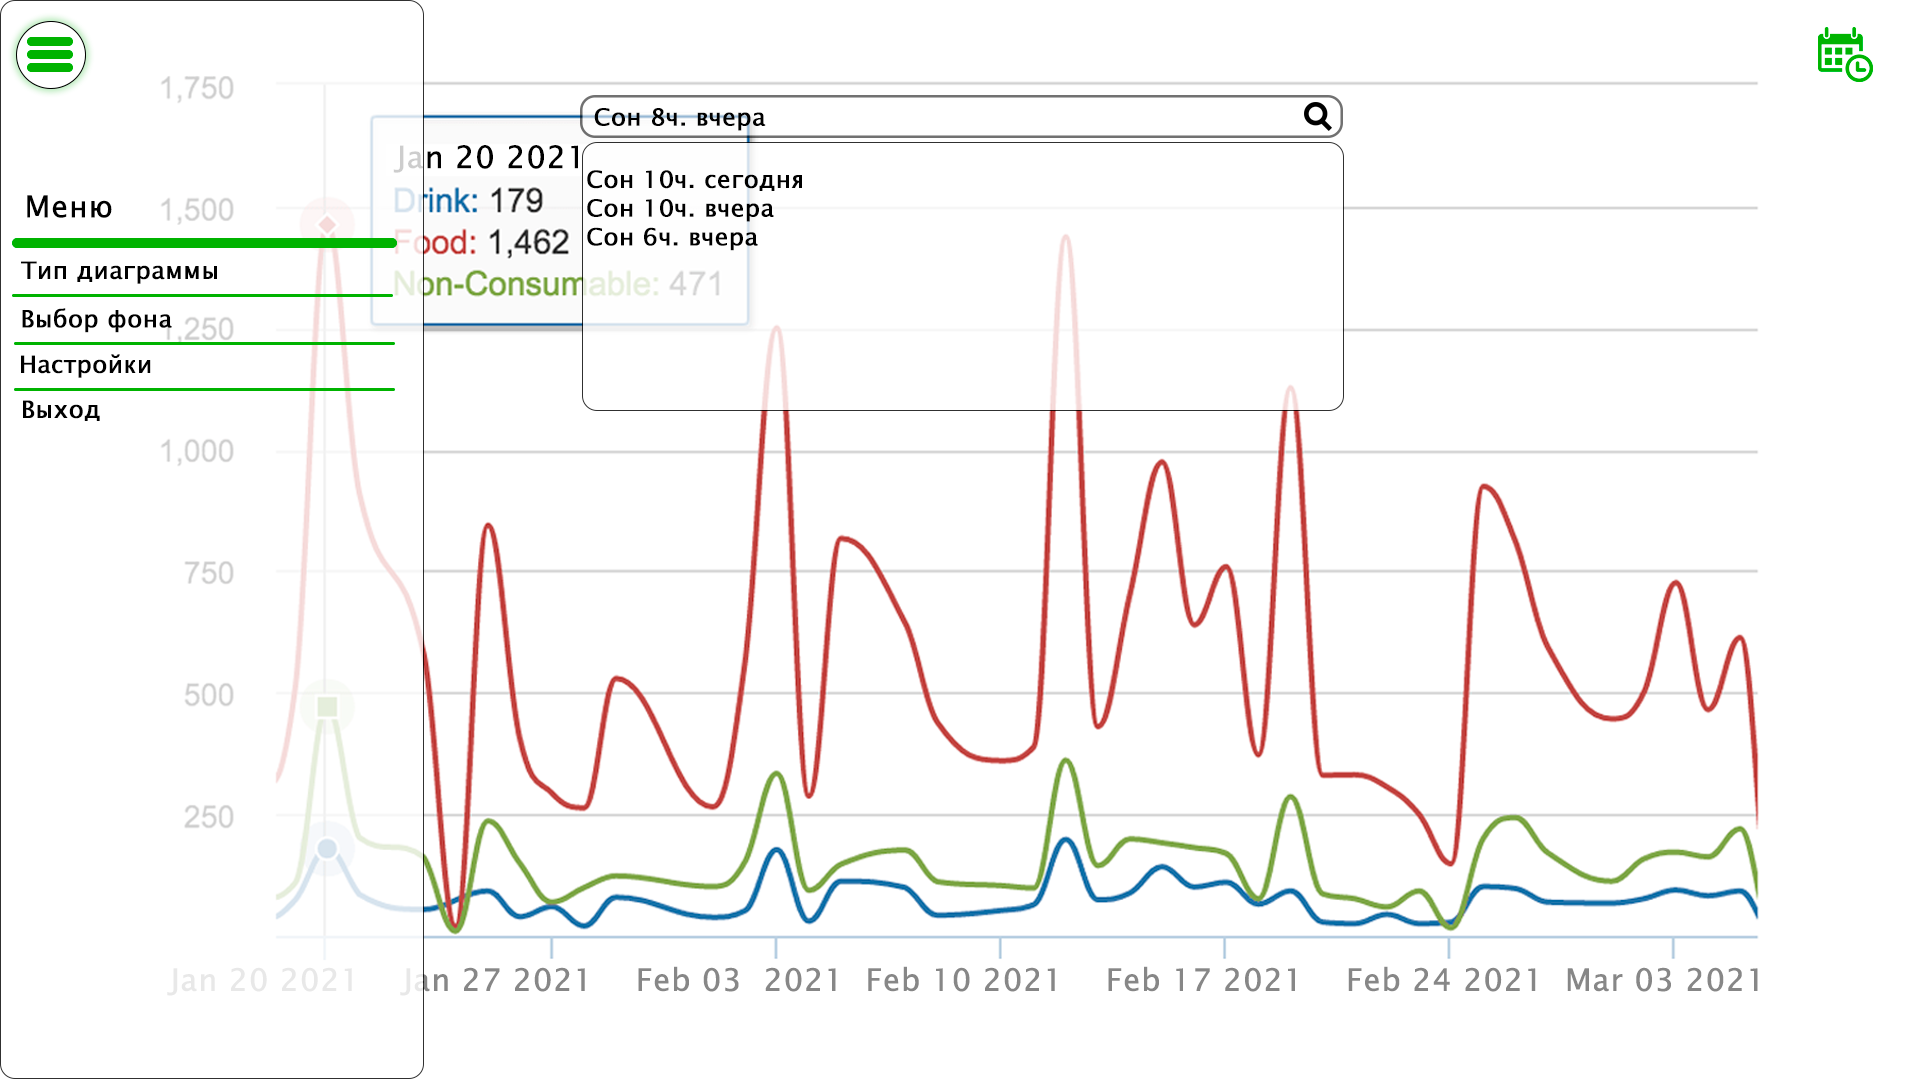 Сон 8ч. вчера
Сон 10ч. сегодня
Сон 10ч. вчера
Сон 6ч. вчера
Меню
Тип диаграммы
Выбор фона
Настройки
Выход
Jan 20 2021
Drink: 179
Food: 1,462
Non-Consumable: 471
1,750
1,500
1,250
1,000
750
500
250
Jan 20 2021 Jan 27 2021 Feb 03 2021 Feb 10 2021 Feb 17 2021 Feb 24 2021 Mar 03 2021